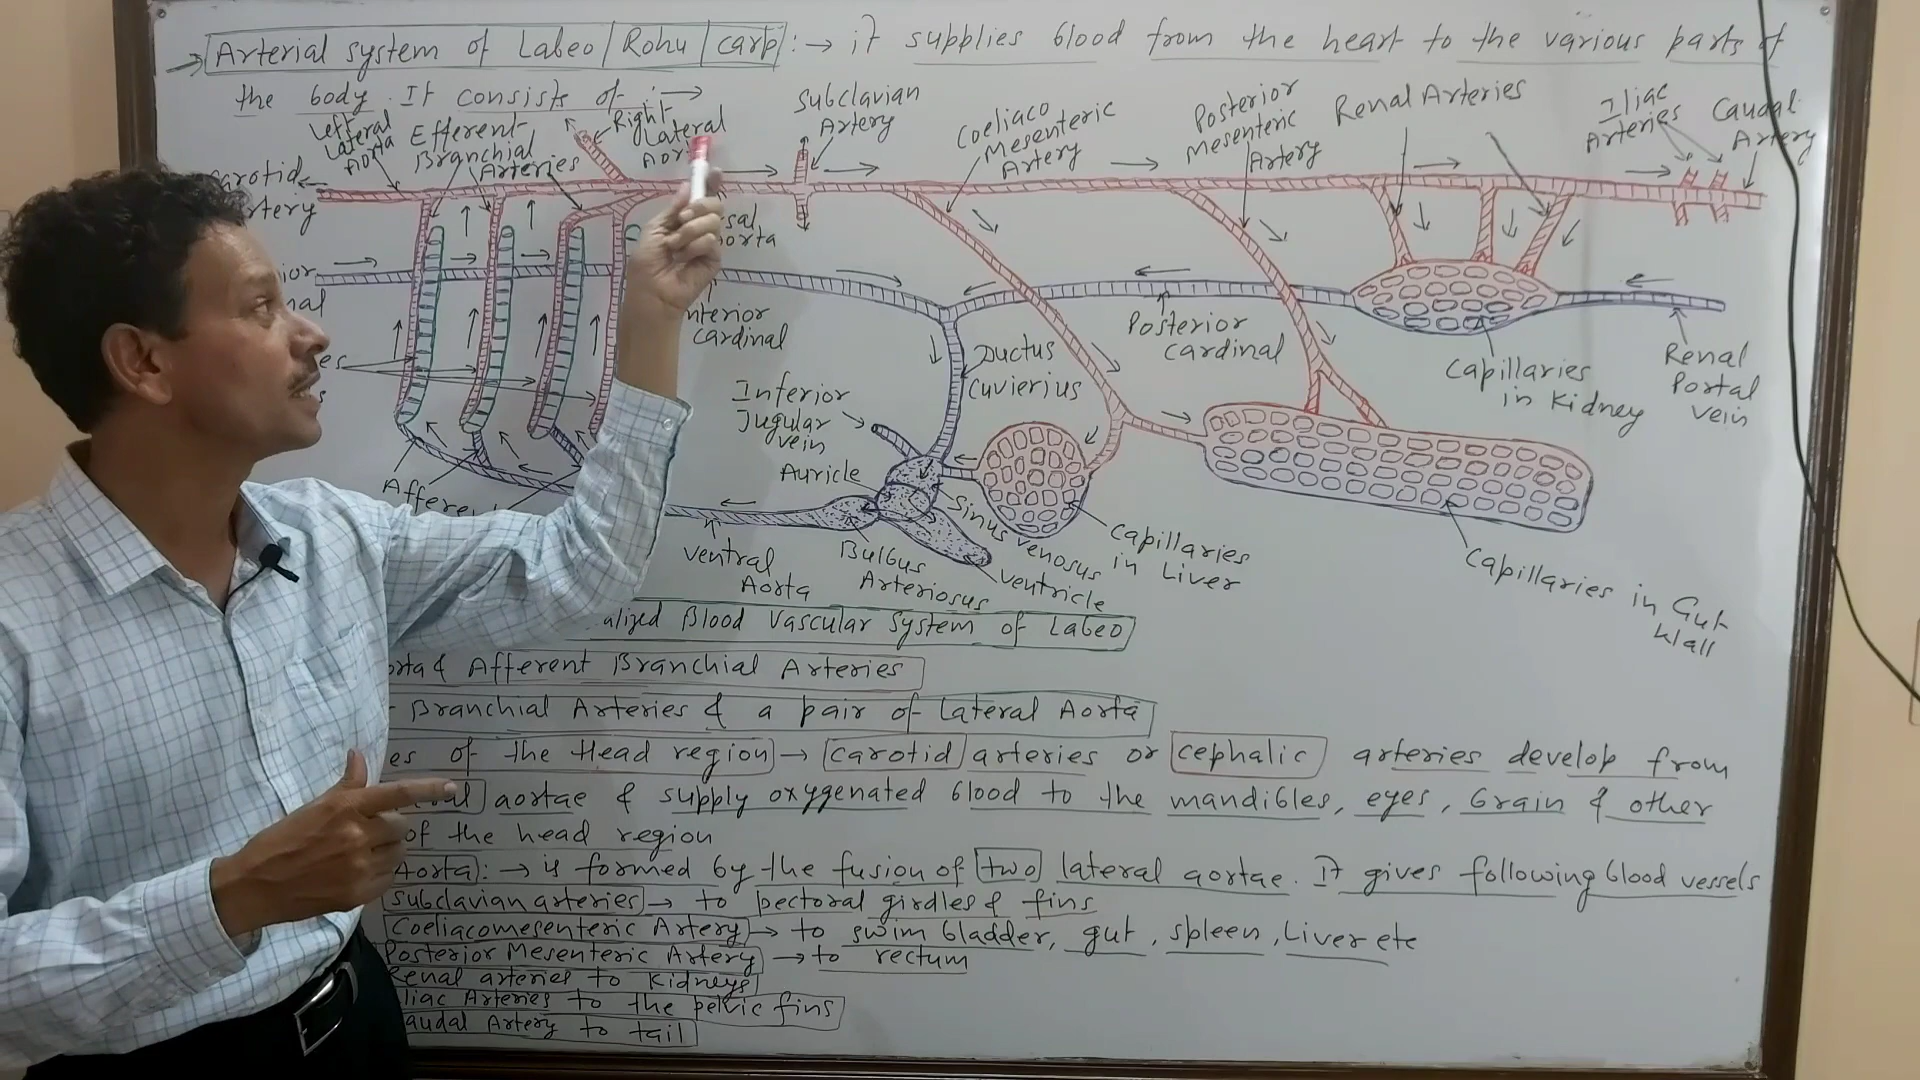 → Arterial system of Labeo/Rohu/carp :→ it supplies blood from the heart to the various parts of
the body. It consists of :→
Left
Lateral
Aorta
Efferent
Branchial
Arteries
Right
Lateral
Subclavian
Artery
Coeliaco
Mesenteric
Artery
Posterior
Mesenteric
Artery
Renal Arteries
Iliac
Arteries
Caudal
Artery
Carotid
Anterior
Cardinal
Ductus
Cuvierius
Posterior
Cardinal
Capillaries
in Kidney
Renal
Portal
vein
Inferior
Jugular
vein
Auricle
Sinus venosus
ventral
Aorta
Bulbus
Arteriosus
ventricle
Capillaries
in Liver
Capillaries in Gut
Wall
Blood Vascular System of Labeo
& Afferent Branchial Arteries
Branchial Arteries & a pair of Lateral Aorta
of the Head region → carotid arteries or cephalic arteries develop from
aortae & supply oxygenated blood to the mandibles, eyes, brain & other
of the head region
Aorta :→ is formed by the fusion of two lateral aortae. It gives following blood vessels
Subclavian arteries → to pectoral girdles & fins
Coeliacomesenteric Artery → to swim bladder, gut, spleen, Liver etc
Posterior Mesenteric Artery → to rectum
Renal arteries to Kidneys
Iliac Arteries to the pelvic fins
Caudal Artery to tail